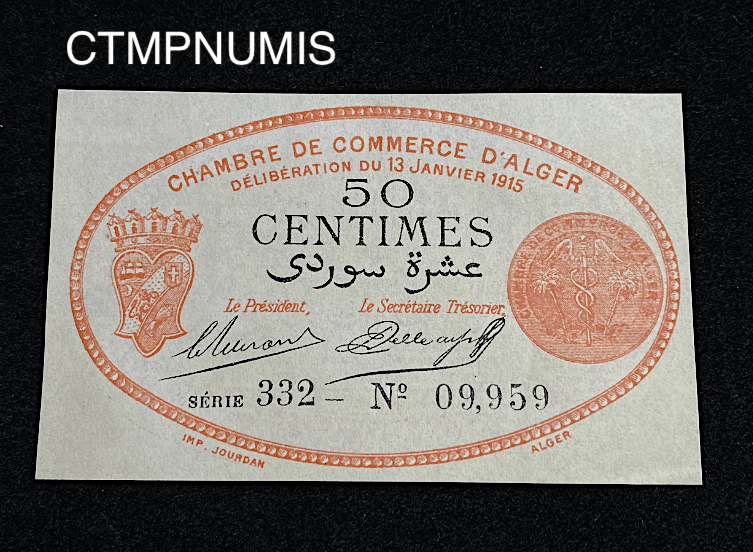 CTMPNUMIS
CHAMBRE DE COMMERCE D'ALGER
DÉLIBÉRATION DU 13 JANVIER 1915
50
CENTIMES
عشرة سوردى
Le Président, Le Secrétaire Trésorier,
SÉRIE 332 - Nº 09,959
IMP. JOURDAN ALGER